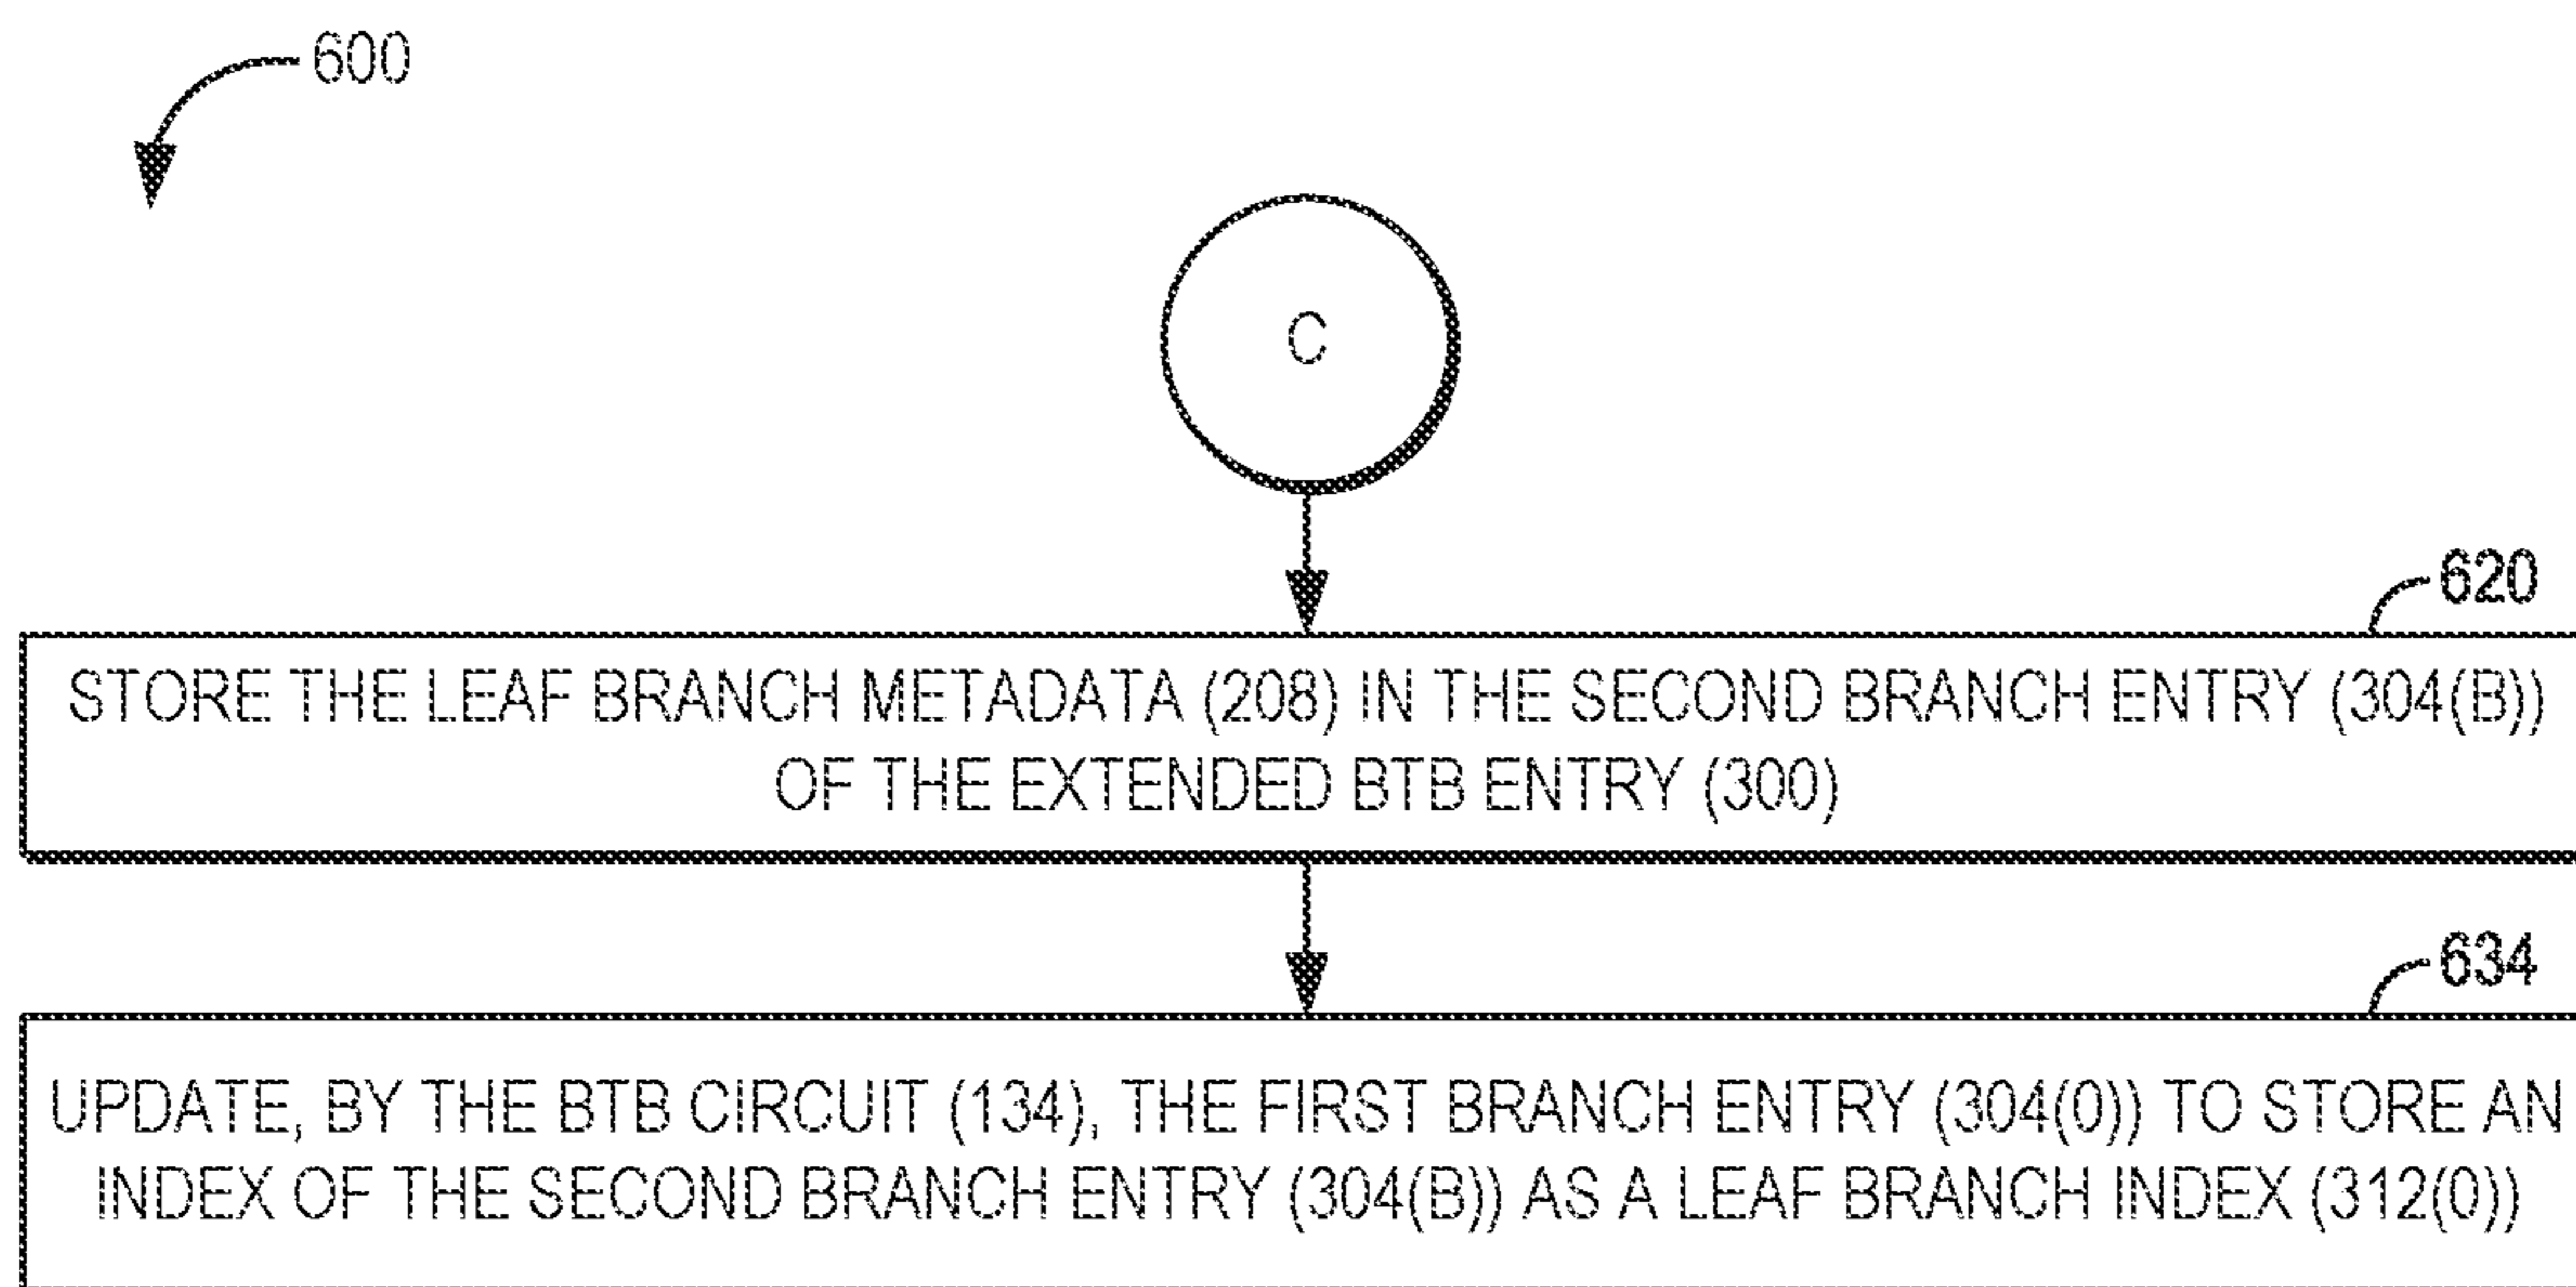 600
C
620
STORE THE LEAF BRANCH METADATA (208) IN THE SECOND BRANCH ENTRY (304(B))
OF THE EXTENDED BTB ENTRY (300)
634
UPDATE, BY THE BTB CIRCUIT (134), THE FIRST BRANCH ENTRY (304(0)) TO STORE AN
INDEX OF THE SECOND BRANCH ENTRY (304(B)) AS A LEAF BRANCH INDEX (312(0))